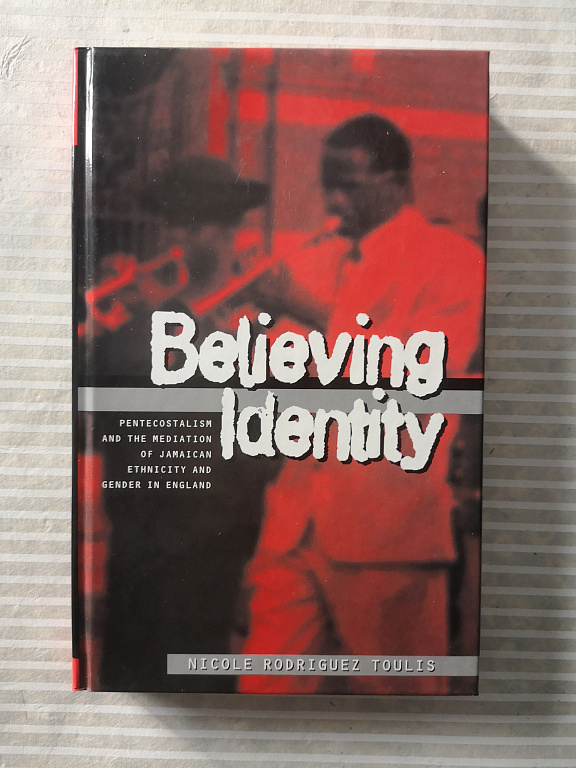 Believing
Identity
PENTECOSTALISM
AND THE MEDIATION
OF JAMAICAN
ETHNICITY AND
GENDER IN ENGLAND
NICOLE RODRIGUEZ TOULIS